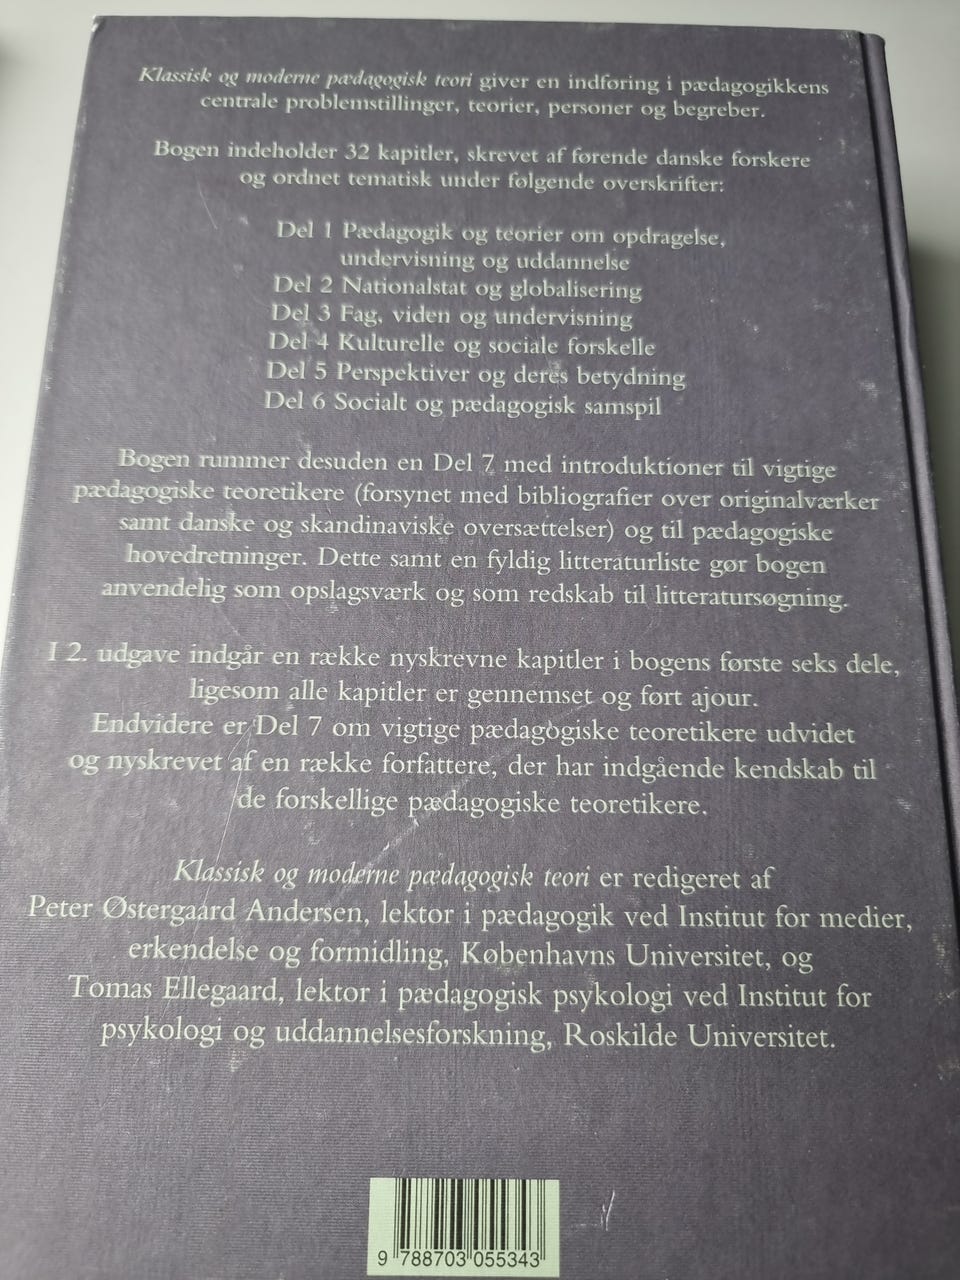 Klassisk og moderne pædagogisk teori giver en indføring i pædagogikkens
centrale problemstillinger, teorier, personer og begreber.
Bogen indeholder 32 kapitler, skrevet af førende danske forskere
og ordnet tematisk under følgende overskrifter:
Del 1 Pædagogik og teorier om opdragelse,
undervisning og uddannelse
Del 2 Nationalstat og globalisering
Del 3 Fag, viden og undervisning
Del 4 Kulturelle og sociale forskelle
Del 5 Perspektiver og deres betydning
Del 6 Socialt og pædagogisk samspil
Bogen rummer desuden en Del 7 med introduktioner til vigtige
pædagogiske teoretikere (forsynet med bibliografier over originalværker
samt danske og skandinaviske oversættelser) og til pædagogiske
hovedretninger. Dette samt en fyldig litteraturliste gør bogen
anvendelig som opslagsværk og som redskab til litteratursøgning.
I 2. udgave indgår en række nyskrevne kapitler i bogens første seks dele,
ligesom alle kapitler er gennemset og ført ajour.
Endvidere er Del 7 om vigtige pædagogiske teoretikere udvidet
og nyskrevet af en række forfattere, der har indgående kendskab til
de forskellige pædagogiske teoretikere.
Klassisk og moderne pædagogisk teori er redigeret af
Peter Østergaard Andersen, lektor i pædagogik ved Institut for medier,
erkendelse og formidling, Københavns Universitet, og
Tomas Ellegaard, lektor i pædagogisk psykologi ved Institut for
psykologi og uddannelsesforskning, Roskilde Universitet.
9 788703 055343